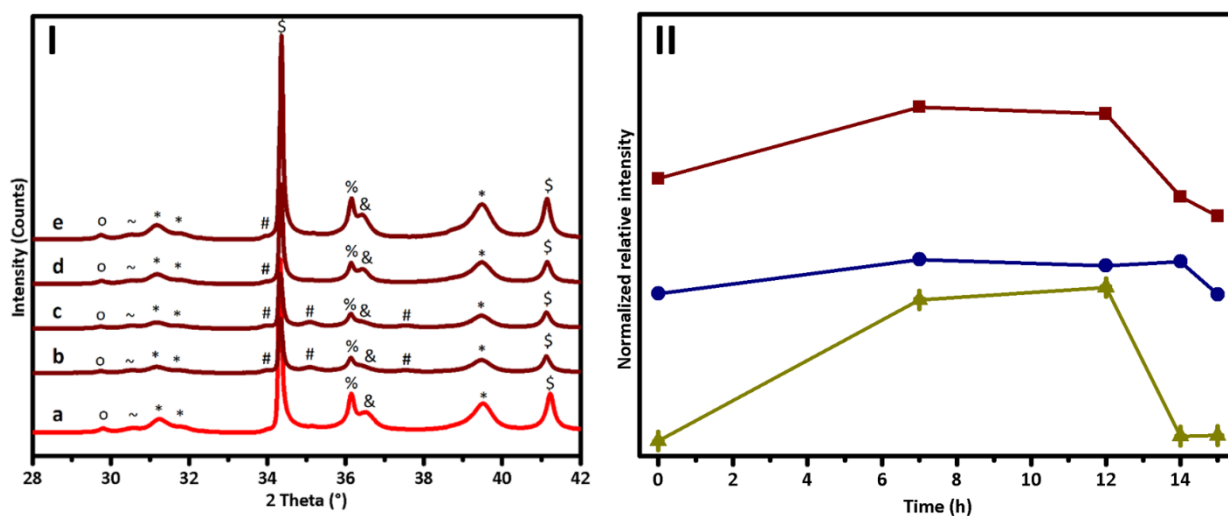 I
$
e o ~ * * # % & * $
d o ~ * * # % & * $
c o ~ * * # # % & # * $
b o ~ * * # # % & # * $
a o ~ * * % & * $
28 30 32 34 36 38 40 42
2 Theta (°)
Intensity (Counts)
II
Normalized relative intensity
0 2 4 6 8 10 12 14
Time (h)